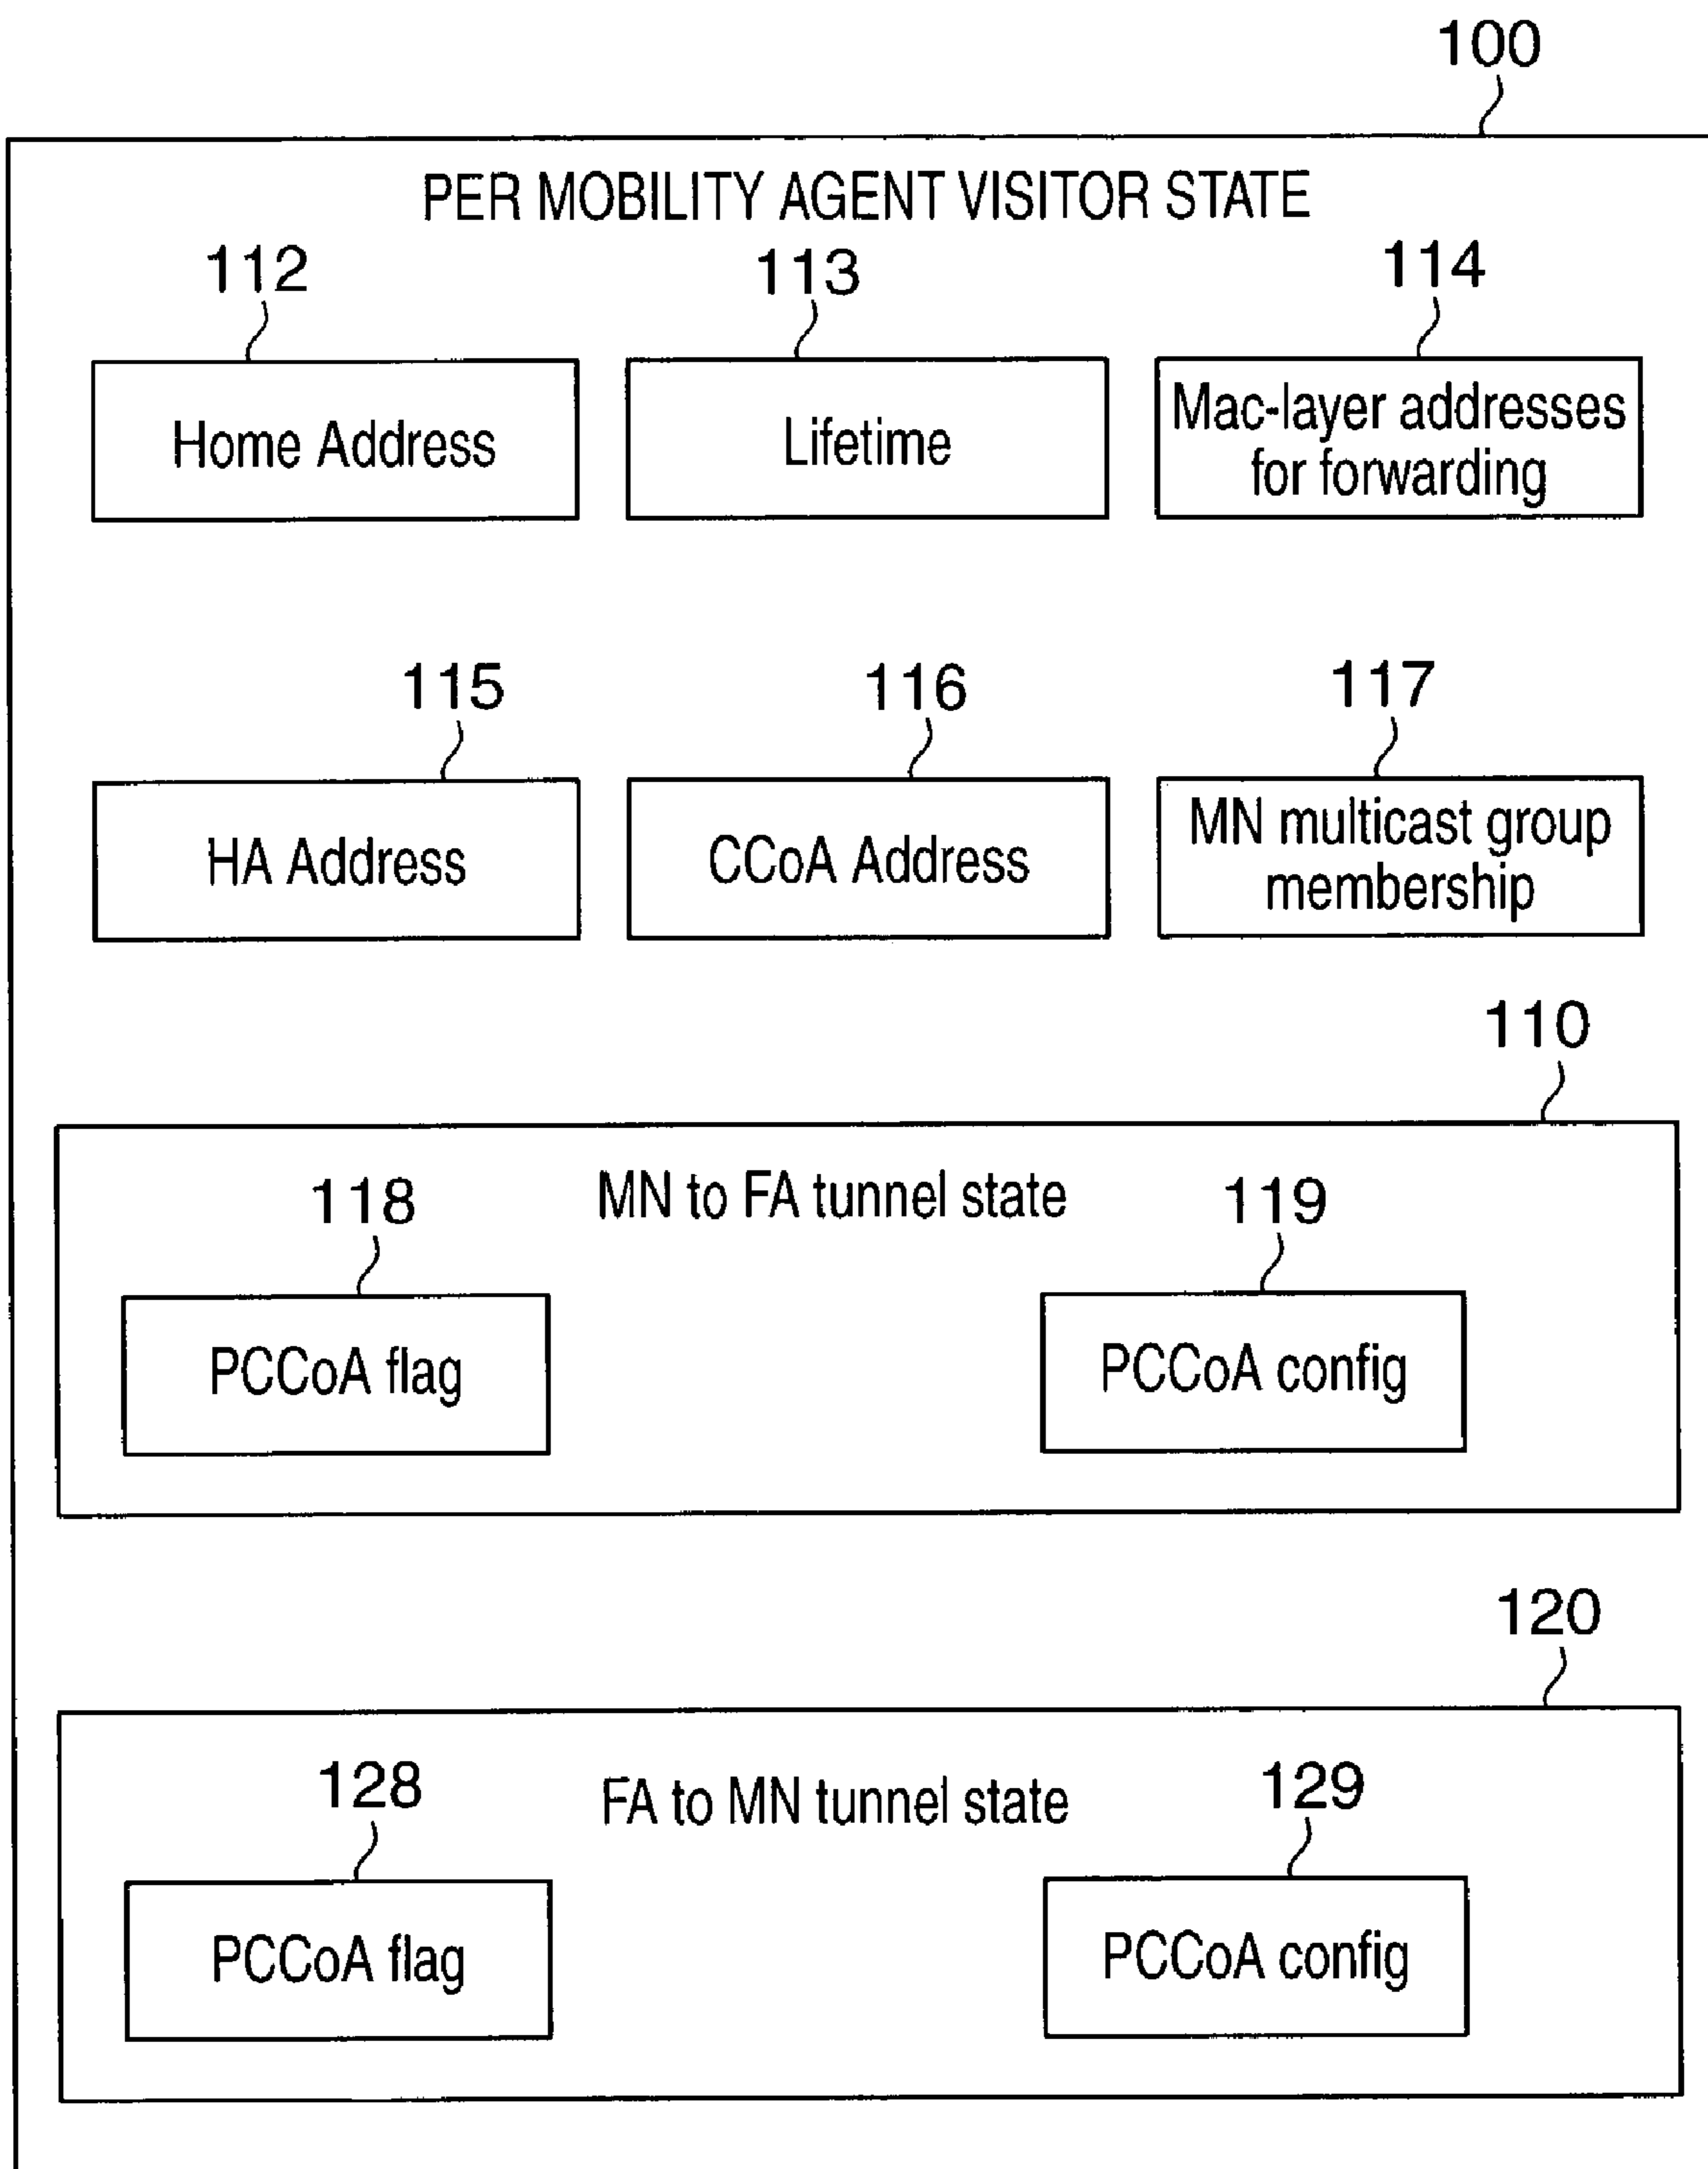 100
PER MOBILITY AGENT VISITOR STATE
112
113
114
Home Address
Lifetime
Mac-layer addresses
for forwarding
115
116
117
HA Address
CCoA Address
MN multicast group
membership
110
MN to FA tunnel state
118
119
PCCoA flag
PCCoA config
120
FA to MN tunnel state
128
129
PCCoA flag
PCCoA config